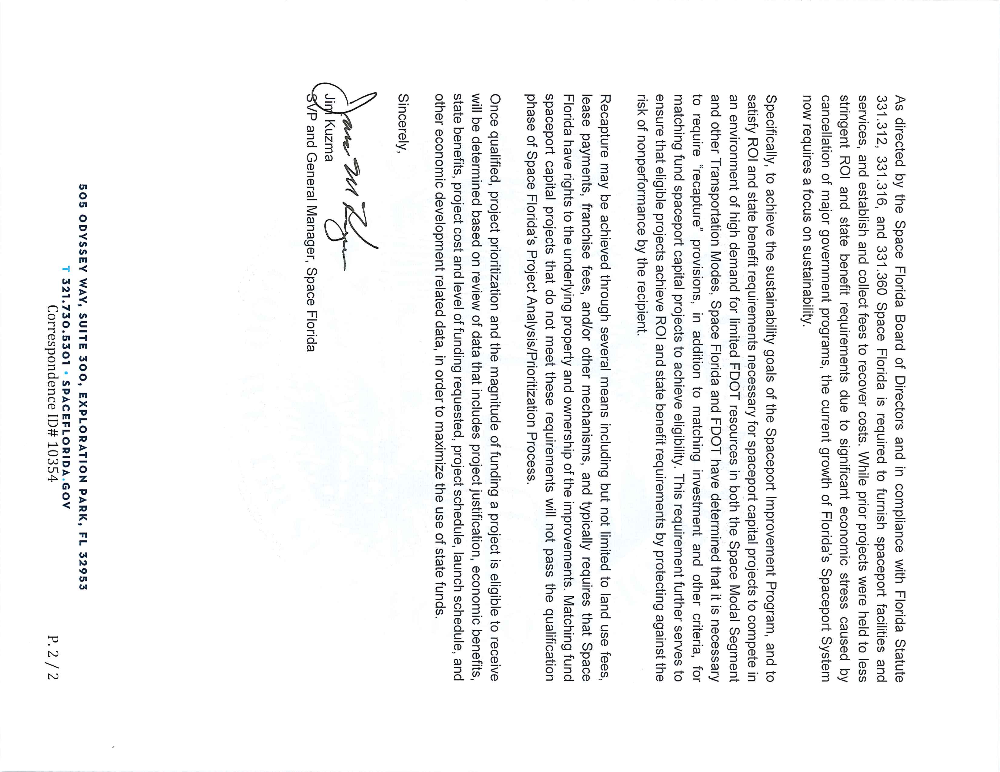 As directed by the Space Florida Board of Directors and in compliance with Florida Statute
331.312, 331.316, and 331.360 Space Florida is required to furnish spaceport facilities and
services, and establish and collect fees to recover costs. While prior projects were held to less
stringent ROI and state benefit requirements due to significant economic stress caused by
cancellation of major government programs, the current growth of Florida's Spaceport System
now requires a focus on sustainability.
Specifically, to achieve the sustainability goals of the Spaceport Improvement Program, and to
satisfy ROI and state benefit requirements necessary for spaceport capital projects to compete in
an environment of high demand for limited FDOT resources in both the Space Modal Segment
and other Transportation Modes, Space Florida and FDOT have determined that it is necessary
to require “recapture” provisions, in addition to matching investment and other criteria, for
matching fund spaceport capital projects to achieve eligibility. This requirement further serves to
ensure that eligible projects achieve ROI and state benefit requirements by protecting against the
risk of nonperformance by the recipient.
Recapture may be achieved through several means including but not limited to land use fees,
lease payments, franchise fees, and/or other mechanisms, and typically requires that Space
Florida have rights to the underlying property and ownership of the improvements. Matching fund
spaceport capital projects that do not meet these requirements will not pass the qualification
phase of Space Florida's Project Analysis/Prioritization Process.
Once qualified, project prioritization and the magnitude of funding a project is eligible to receive
will be determined based on review of data that includes project justification, economic benefits,
state benefits, project cost and level of funding requested, project schedule, launch schedule, and
other economic development related data, in order to maximize the use of state funds.
Sincerely,
Jim Kuzma
SVP and General Manager, Space Florida
505 ODYSSEY WAY, SUITE 300, EXPLORATION PARK, FL 32953
T 321.730.5301 • SPACEFLORIDA.GOV
Correspondence ID# 10354
P. 2 / 2